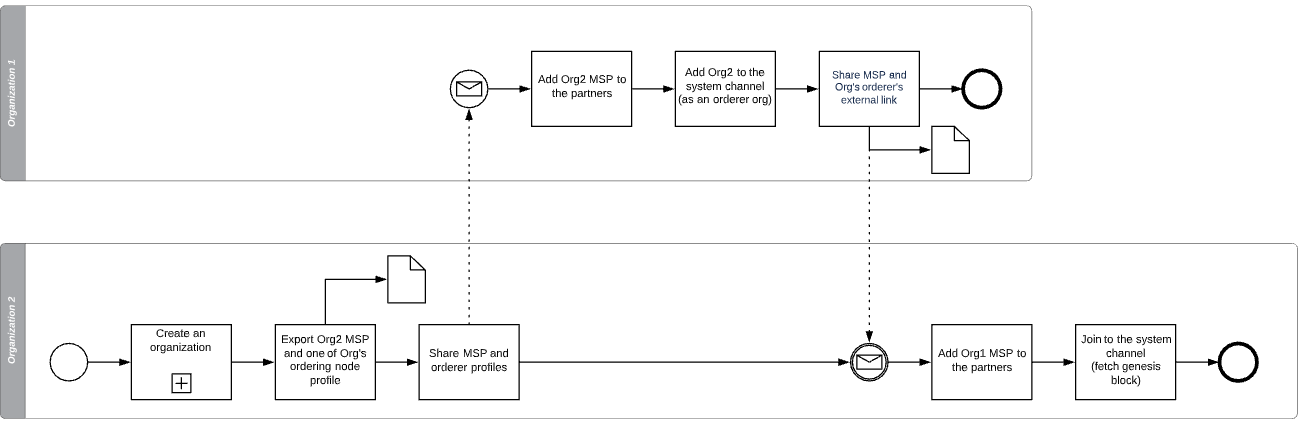 Organization 1
Add Org2 MSP to
the partners
Add Org2 to the
system channel
(as an orderer org)
Share MSP and
Org's orderer's
external link
Organization 2
Create an
organization
Export Org2 MSP
and one of Org's
ordering node
profile
Share MSP and
orderer profiles
Add Org1 MSP to
the partners
Join to the system
channel
(fetch genesis
block)